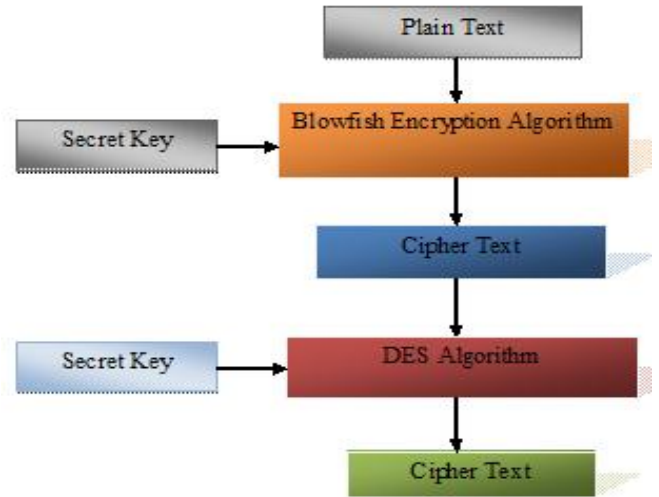 Plain Text
Blowfish Encryption Algorithm
Secret Key
Cipher Text
DES Algorithm
Secret Key
Cipher Text